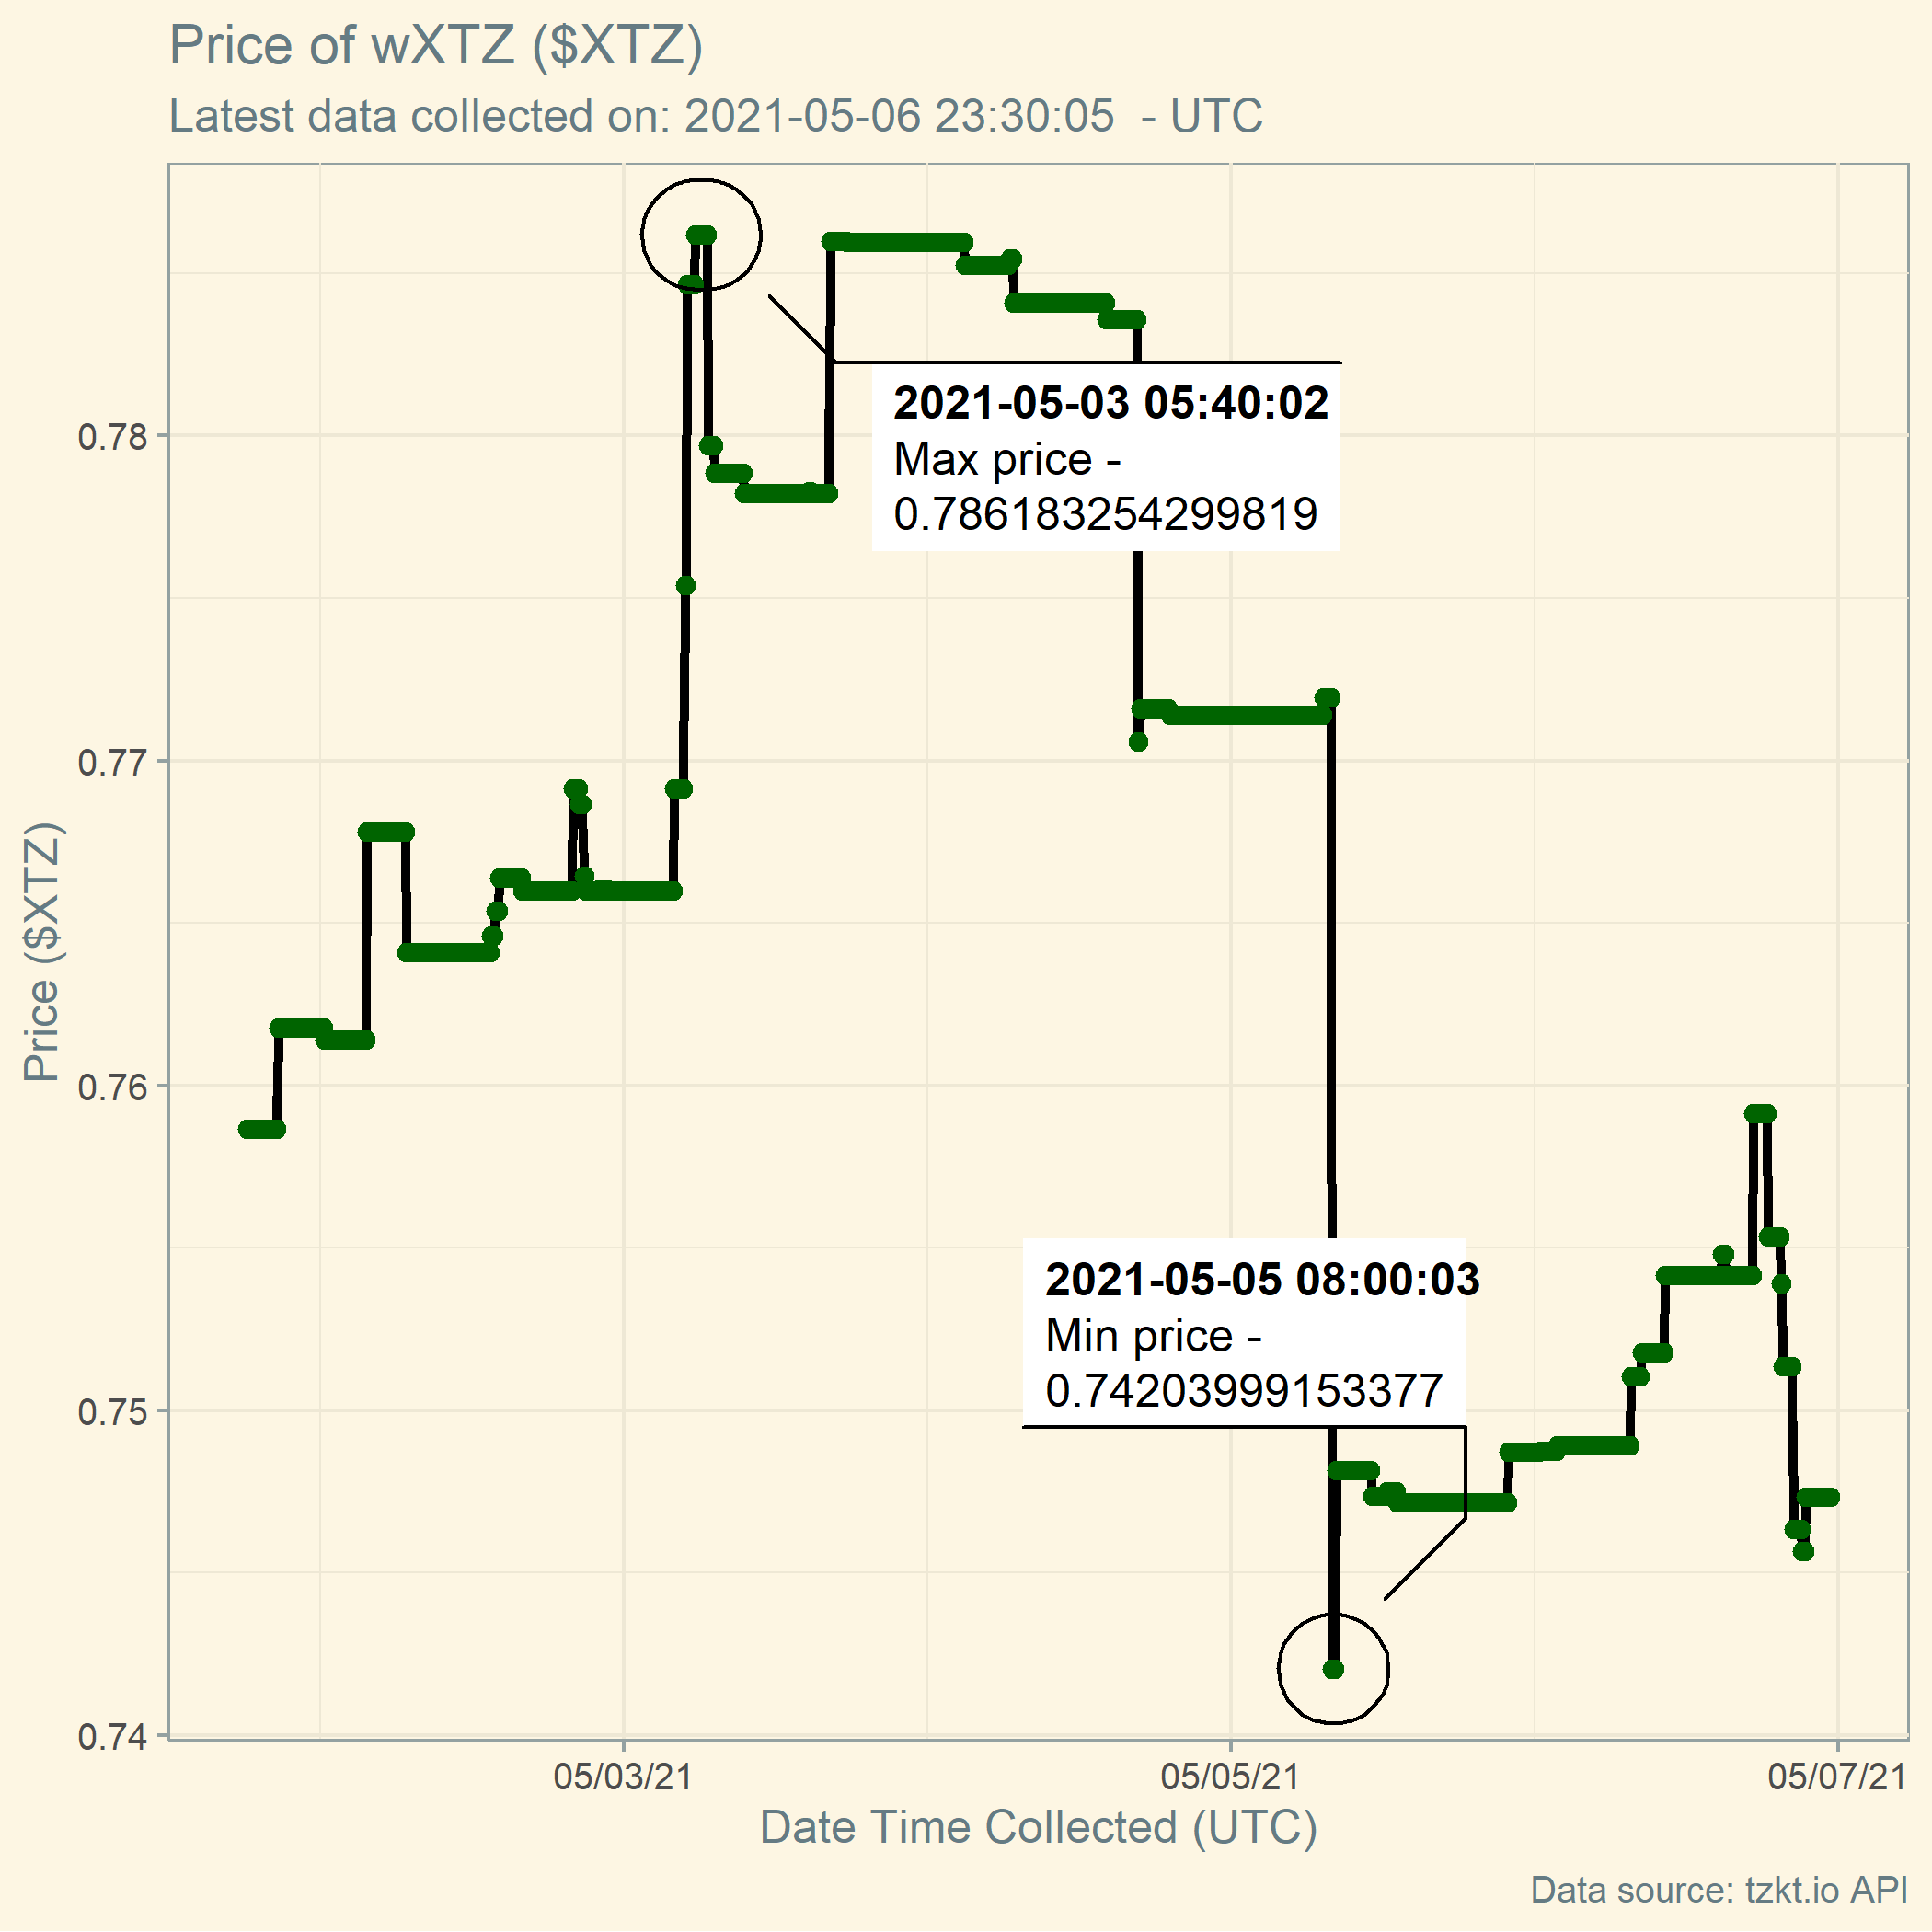 Price of wXTZ ($XTZ)
Latest data collected on: 2021-05-06 23:30:05  - UTC
2021-05-03 05:40:02
Max price -
0.786183254299819
0.78
0.77
Price ($XTZ)
0.76
2021-05-05 08:00:03
Min price -
0.74203999153377
0.75
0.74
05/03/21
05/05/21
05/07/21
Date Time Collected (UTC)
Data source: tzkt.io API